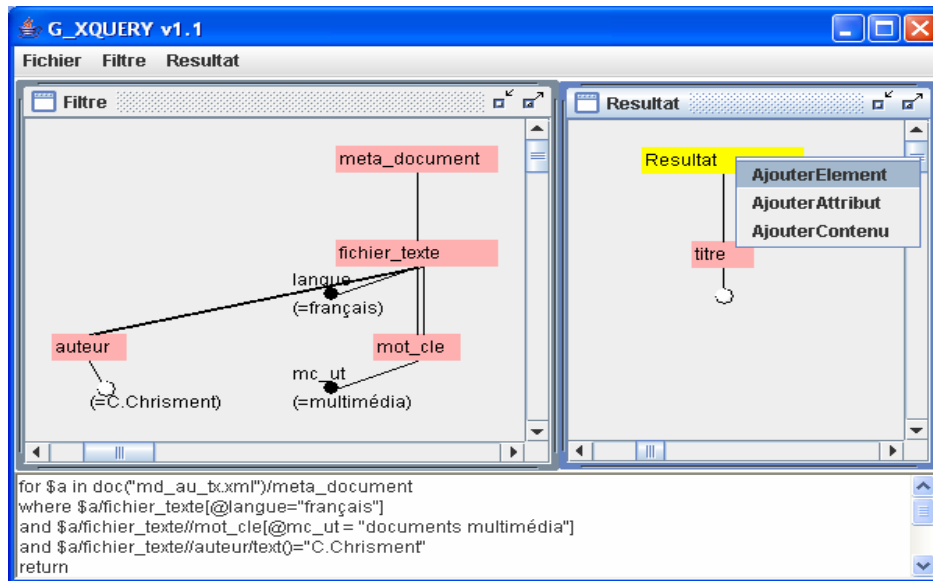 G_XQUERY v1.1
Fichier Filtre Resultat
Filtre
meta_document
fichier_texte
langue
(=français)
auteur
mot_cle
mc_ut
(=C.Chrisment)
(=multimédia)
Resultat
Resultat
AjouterElement
AjouterAttribut
AjouterContenu
titre
for $a in doc("md_au_tx.xml")/meta_document
where $a/fichier_texte[@langue="français"]
and $a/fichier_texte//mot_cle[@mc_ut = "documents multimédia"]
and $a/fichier_texte//auteur/text()="C.Chrisment"
return